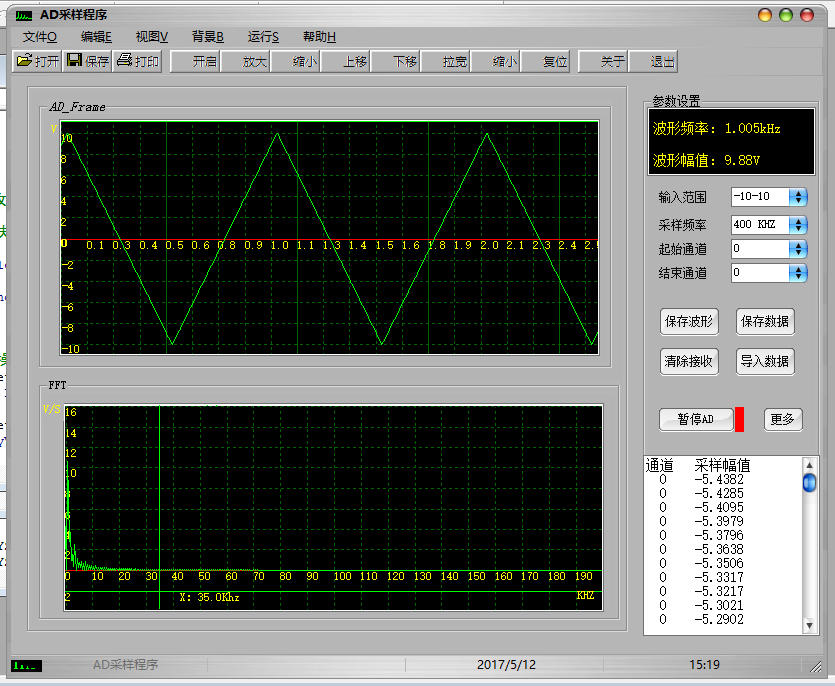 AD采样程序
文件O 编辑E 视图V 背景B 运行S 帮助H
打开 保存 打印 开启 放大 缩小 上移 下移 拉宽 缩小 复位 关于 退出
AD_Frame
V
10
8
6
4
2
0 0.1 0.3 0.4 0.5 0.6 0.8 0.9 1.0 1.1 1.3 1.4 1.5 1.6 1.8 1.9 2.0 2.1 2.3 2.4 2.5
-2
-4
-6
-8
-10
FFT
V/S
16
14
12
10
8
6
4
2
0 10 20 30 40 50 60 70 80 90 100 110 120 130 140 150 160 170 180 190
2 X: 35.0Khz KHZ
参数设置
波形频率: 1.005kHz
波形幅值: 9.88V
输入范围 -10-10
采样频率 400 KHZ
起始通道 0
结束通道 0
保存波形 保存数据
清除接收 导入数据
暂停AD 更多
通道 采样幅值
0 -5.4382
0 -5.4285
0 -5.4095
0 -5.3979
0 -5.3796
0 -5.3638
0 -5.3506
0 -5.3317
0 -5.3217
0 -5.3021
0 -5.2902
AD采样程序 2017/5/12 15:19